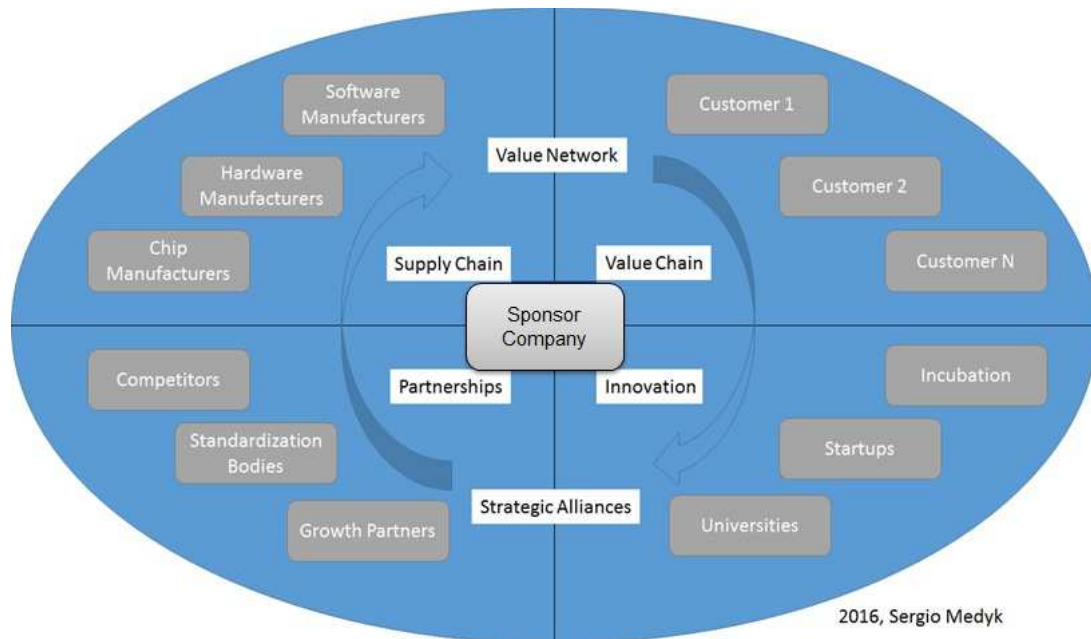 Software
Manufacturers
Customer 1
Value Network
Hardware
Manufacturers
Customer 2
Chip
Manufacturers
Supply Chain
Value Chain
Customer N
Sponsor
Company
Competitors
Partnerships
Innovation
Incubation
Standardization
Bodies
Startups
Growth Partners
Strategic Alliances
Universities
2016, Sergio Medyk